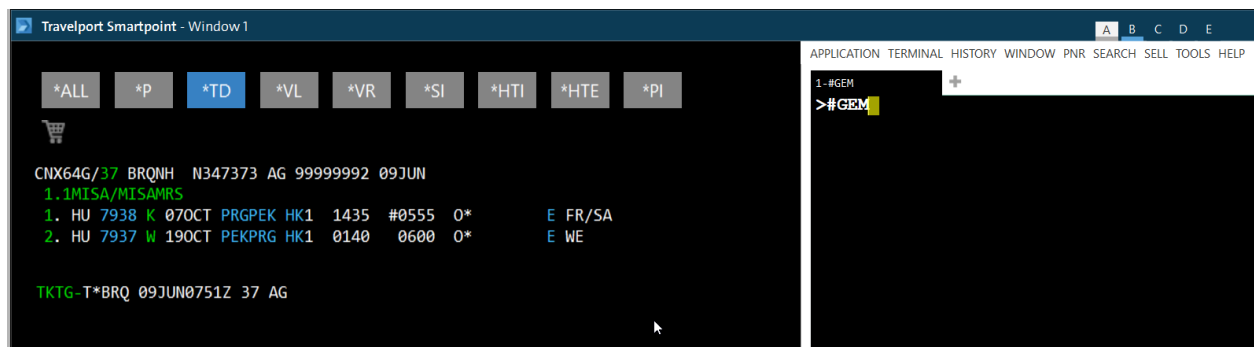 Travelport Smartpoint - Window 1
A B C D E
APPLICATION TERMINAL HISTORY WINDOW PNR SEARCH SELL TOOLS HELP
*ALL *P *TD *VL *VR *SI *HTI *HTE *PI
1-#GEM
>#GEM
CNX64G/37 BRQNH N347373 AG 99999992 09JUN
1.1MISA/MISAMRS
1. HU 7938 K 07OCT PRGPEK HK1 1435 #0555 O* E FR/SA
2. HU 7937 W 19OCT PEKPRG HK1 0140 0600 O* E WE
TKTG-T*BRQ 09JUN0751Z 37 AG